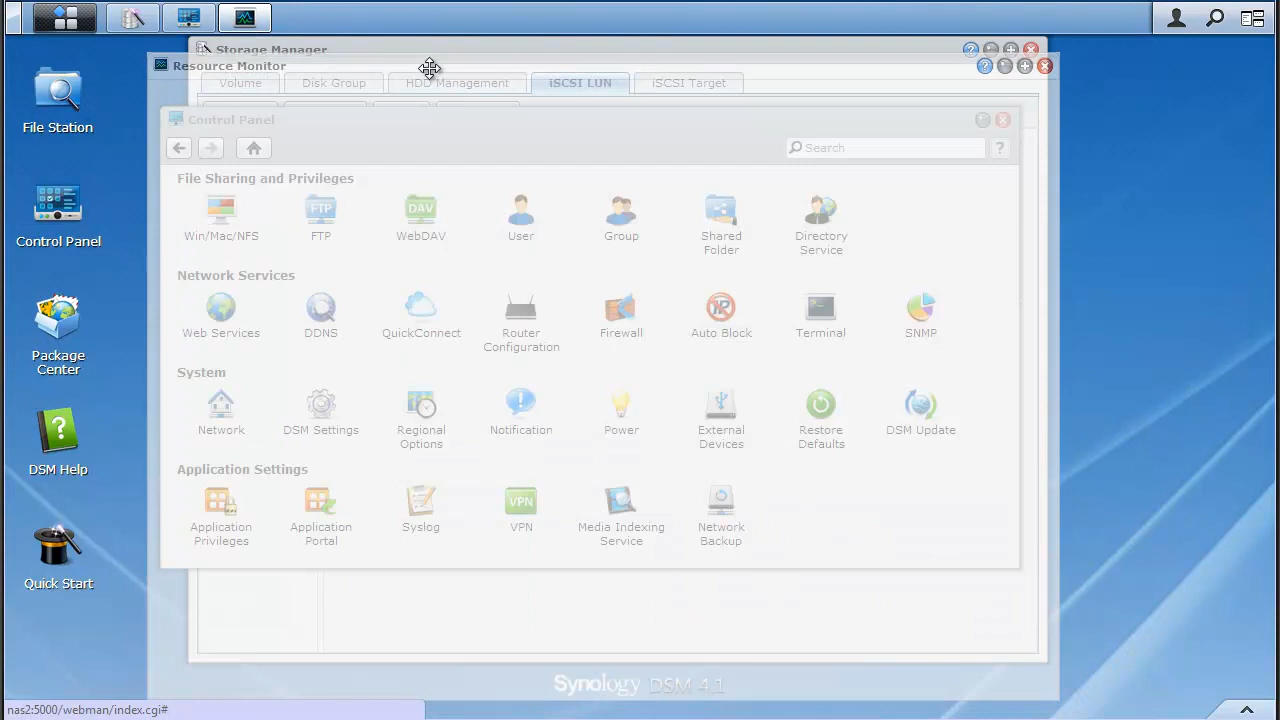 Storage Manager
Resource Monitor
Volume
Disk Group
HDD Management
iSCSI LUN
iSCSI Target
Control Panel
Search
File Station
Control Panel
Package
Center
DSM Help
Quick Start
File Sharing and Privileges
Win/Mac/NFS
FTP
FTP
DAV
WebDAV
User
Group
Shared
Folder
Directory
Service
Network Services
Web Services
DDNS
QuickConnect
Router
Configuration
Firewall
IP
Auto Block
Terminal
SNMP
System
Network
DSM Settings
Regional
Options
Notification
Power
External
Devices
Restore
Defaults
DSM Update
Application Settings
Application
Privileges
Application
Portal
Syslog
VPN
VPN
Media Indexing
Service
Network
Backup
Synology DSM 4.1
nas2:5000/webman/index.cgi#